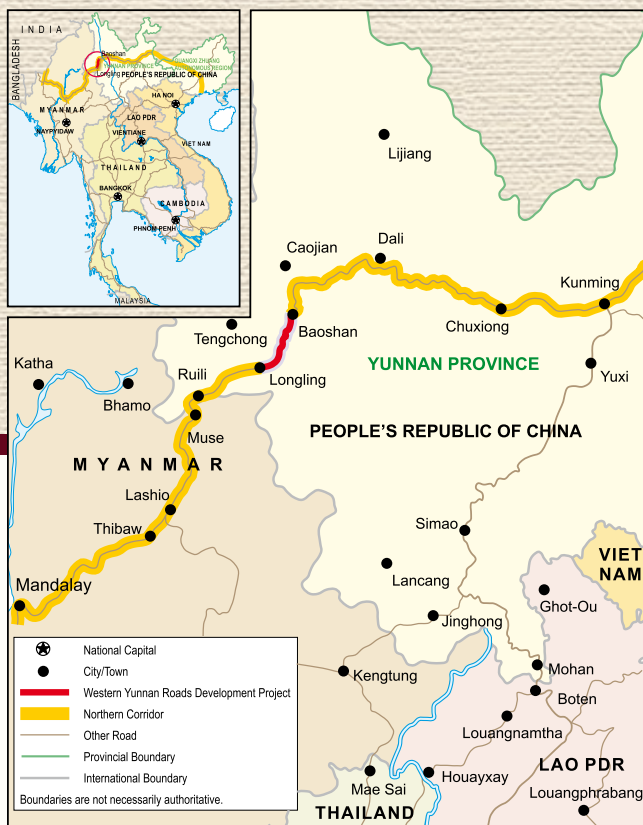 INDIA
BANGLADESH
Baoshan
YUNNAN PROVINCE
GUANGXI ZHUANG
AUTONOMOUS REGION
Longling
PEOPLE'S REPUBLIC OF CHINA
HA NOI
MYANMAR
LAO PDR
NAYPYIDAW
VIENTIANE
VIET NAM
THAILAND
BANGKOK
CAMBODIA
PHNOM PENH
MALAYSIA
Lijiang
Dali
Caojian
Kunming
Baoshan
Chuxiong
Tengchong
YUNNAN PROVINCE
Katha
Ruili
Longling
Yuxi
Bhamo
Muse
PEOPLE'S REPUBLIC OF CHINA
MYANMAR
Lashio
Thibaw
Simao
VIET
NAM
Mandalay
Lancang
Ghot-Ou
Jinghong
Kengtung
Mohan
Boten
Louangnamtha
LAO PDR
Mae Sai
Houayxay
Louangphrabang
THAILAND
National Capital
City/Town
Western Yunnan Roads Development Project
Northern Corridor
Other Road
Provincial Boundary
International Boundary
Boundaries are not necessarily authoritative.